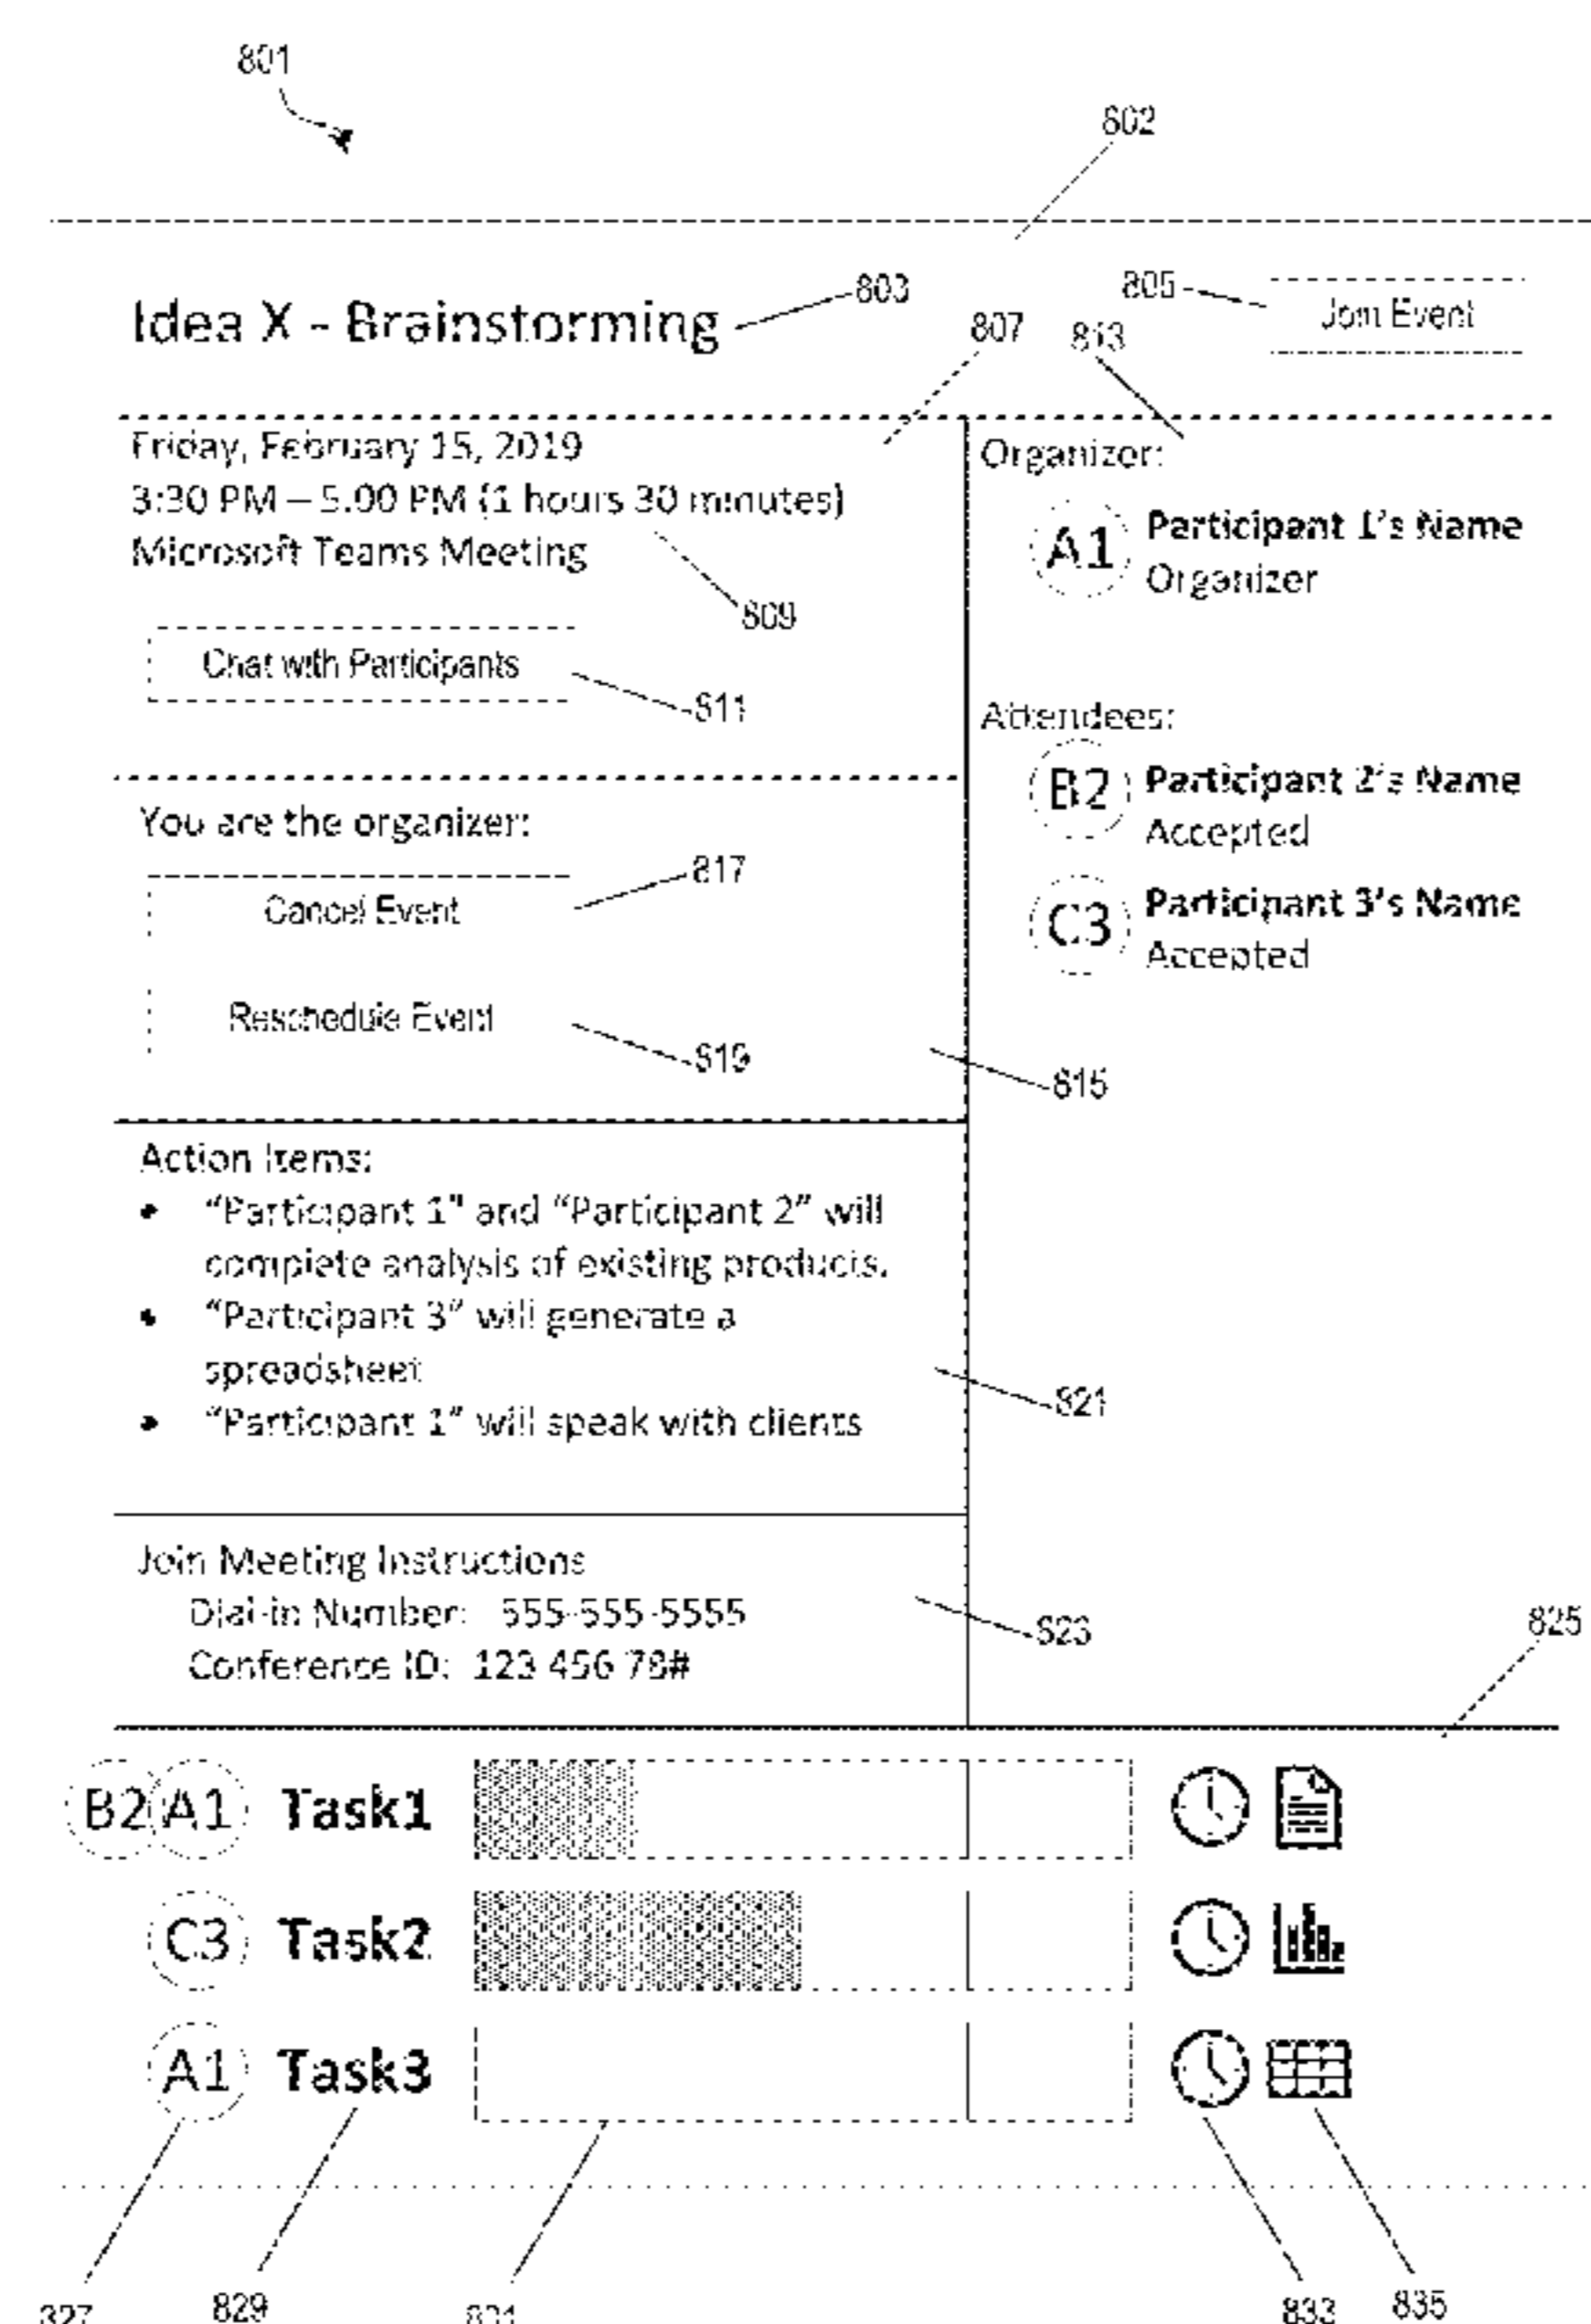 801
802
Idea X - Brainstorming
803
805
Join Event
807
813
Friday, February 15, 2019
3:30 PM – 5:00 PM (1 hours 30 minutes)
Microsoft Teams Meeting
809
Chat with Participants
811
Organizer:
A1
Participant 1's Name
Organizer
Attendees:
B2
Participant 2's Name
Accepted
C3
Participant 3's Name
Accepted
You are the organizer:
817
Cancel Event
Reschedule Event
819
815
Action Items:
• "Participant 1" and "Participant 2" will
complete analysis of existing products.
• "Participant 3" will generate a
spreadsheet
• "Participant 1" will speak with clients
821
Join Meeting Instructions
Dial-in Number: 555-555-5555
Conference ID: 123 456 78#
823
825
B2 A1 Task1
C3 Task2
A1 Task3
827
829
831
833
835